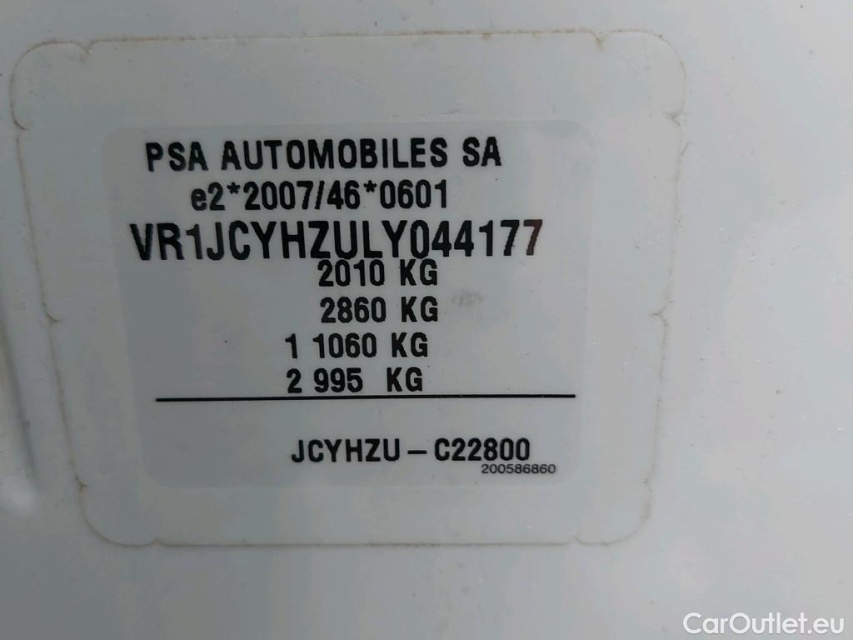 PSA AUTOMOBILES SA
e2*2007/46*0601
VR1JCYHZULY044177
2010 KG
2860 KG
1 1060 KG
2 995 KG
JCYHZU – C22800
200586860
CarOutlet.eu